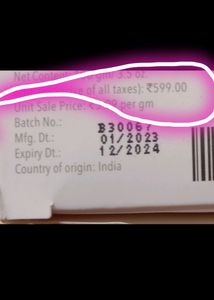 Net Content: gm/ 3.5 oz.
of all taxes): ₹599.00
Unit Sale Price: per gm
Batch No.: B30067
Mfg. Dt.: 01/2023
Expiry Dt.: 12/2024
Country of origin: India